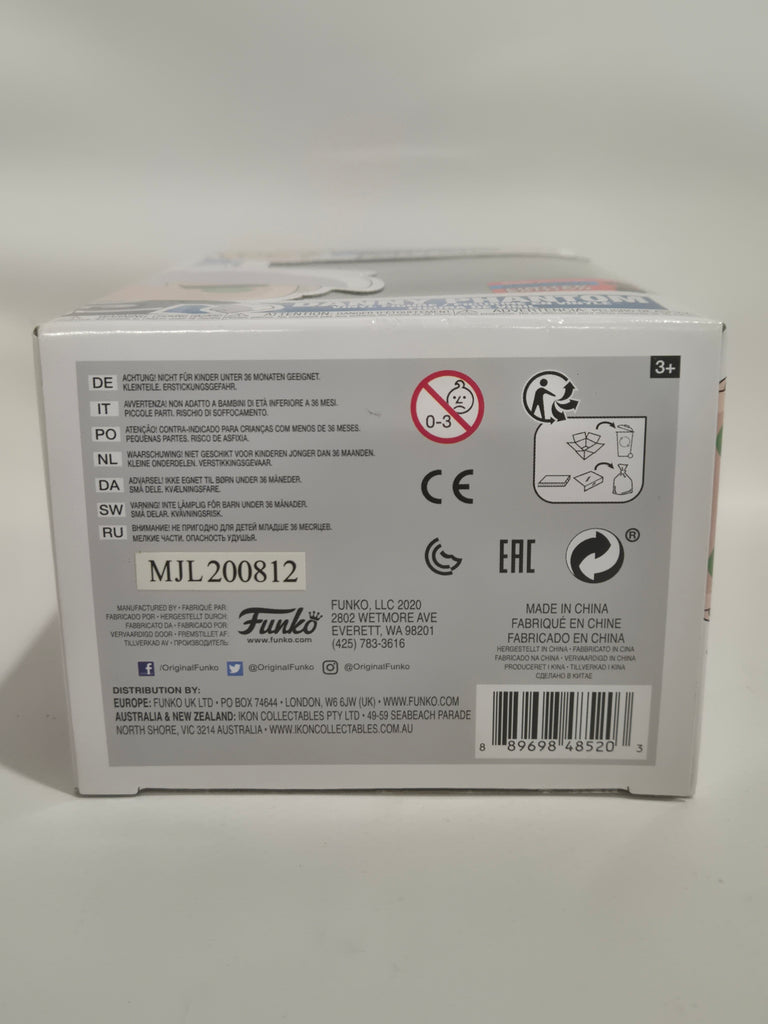 DANNY PHANTOM
3+
DE ACHTUNG! NICHT FÜR KINDER UNTER 36 MONATEN GEEIGNET.
KLEINTEILE. ERSTICKUNGSGEFAHR.
IT AVVERTENZA! NON ADATTO A BAMBINI DI ETÀ INFERIORE A 36 MESI.
PICCOLE PARTI. RISCHIO DI SOFFOCAMENTO.
PO ATENÇÃO! CONTRA-INDICADO PARA CRIANÇAS COM MENOS DE 36 MESES.
PEQUENAS PARTES. RISCO DE ASFIXIA.
NL WAARSCHUWING! NIET GESCHIKT VOOR KINDEREN JONGER DAN 36 MAANDEN.
KLEINE ONDERDELEN. VERSTIKKINGSGEVAAR.
DA ADVARSEL! IKKE EGNET TIL BØRN UNDER 36 MÅNEDER.
SMÅ DELE. KVÆLNINGSFARE.
SW VARNING! INTE LÄMPLIG FÖR BARN UNDER 36 MÅNADER.
SMÅ DELAR. KVÄVNINGSRISK.
RU ВНИМАНИЕ! НЕ ПРИГОДНО ДЛЯ ДЕТЕЙ МЛАДШЕ 36 МЕСЯЦЕВ.
МЕЛКИЕ ЧАСТИ. ОПАСНОСТЬ УДУШЬЯ.
0-3
CE
EAC
®
MJL200812
MANUFACTURED BY • FABRIQUÉ PAR:
FABRICADO POR • HERGESTELLT DURCH:
FABRICATO DA • FABRICADO POR:
VERVAARDIGD DOOR • FREMSTILLET AF:
TILLVERKAD AV • ПРОИЗВОДИТЕЛЬ:
Funko
www.funko.com
FUNKO, LLC 2020
2802 WETMORE AVE
EVERETT, WA 98201
(425) 783-3616
MADE IN CHINA
FABRIQUÉ EN CHINE
FABRICADO EN CHINA
HERGESTELLT IN CHINA • FABBRICATO IN CINA
FABRICADO NA CHINA • VERVAARDIGD IN CHINA
PRODUCERET I KINA • TILLVERKAD I KINA
СДЕЛАНО В КИТАЕ
/OriginalFunko @OriginalFunko @OriginalFunko
DISTRIBUTION BY:
EUROPE: FUNKO UK LTD • PO BOX 74644 • LONDON, W6 6JW (UK) • WWW.FUNKO.COM
AUSTRALIA & NEW ZEALAND: IKON COLLECTABLES PTY LTD • 49-59 SEABEACH PARADE
NORTH SHORE, VIC 3214 AUSTRALIA • WWW.IKONCOLLECTABLES.COM.AU
8 89698 48520 3